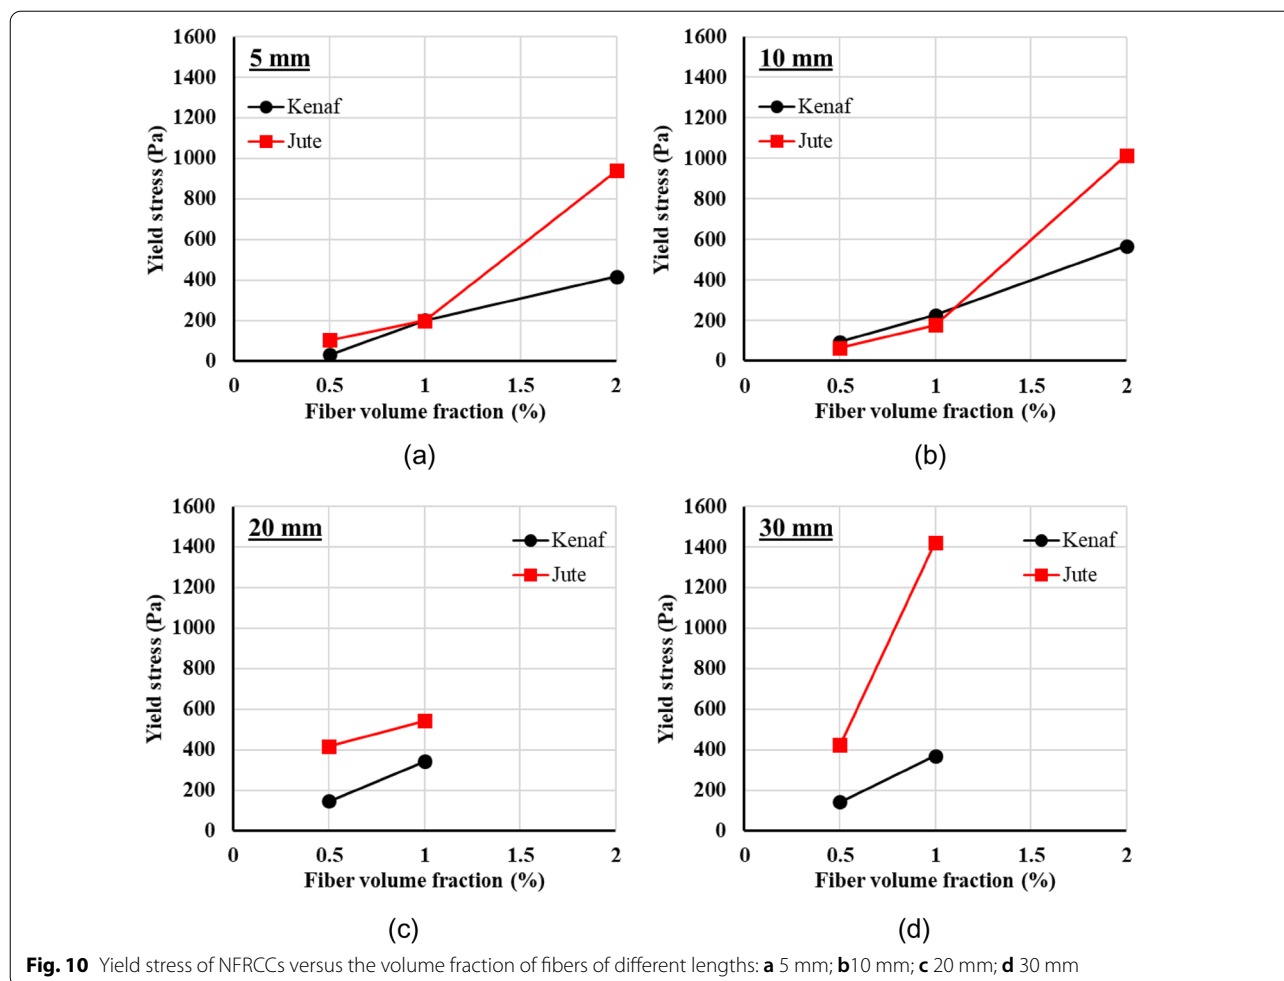 1600
1400
1200
1000
800
600
400
200
0
Yield stress (Pa)
5 mm
Kenaf
Jute
0 0.5 1 1.5 2
Fiber volume fraction (%)
(a)
1600
1400
1200
1000
800
600
400
200
0
Yield stress (Pa)
10 mm
Kenaf
Jute
0 0.5 1 1.5 2
Fiber volume fraction (%)
(b)
1600
1400
1200
1000
800
600
400
200
0
Yield stress (Pa)
20 mm
Kenaf
Jute
0 0.5 1 1.5 2
Fiber volume fraction (%)
(c)
1600
1400
1200
1000
800
600
400
200
0
Yield stress (Pa)
30 mm
Kenaf
Jute
0 0.5 1 1.5 2
Fiber volume fraction (%)
(d)
Fig. 10 Yield stress of NFRCCs versus the volume fraction of fibers of different lengths: a 5 mm; b10 mm; c 20 mm; d 30 mm